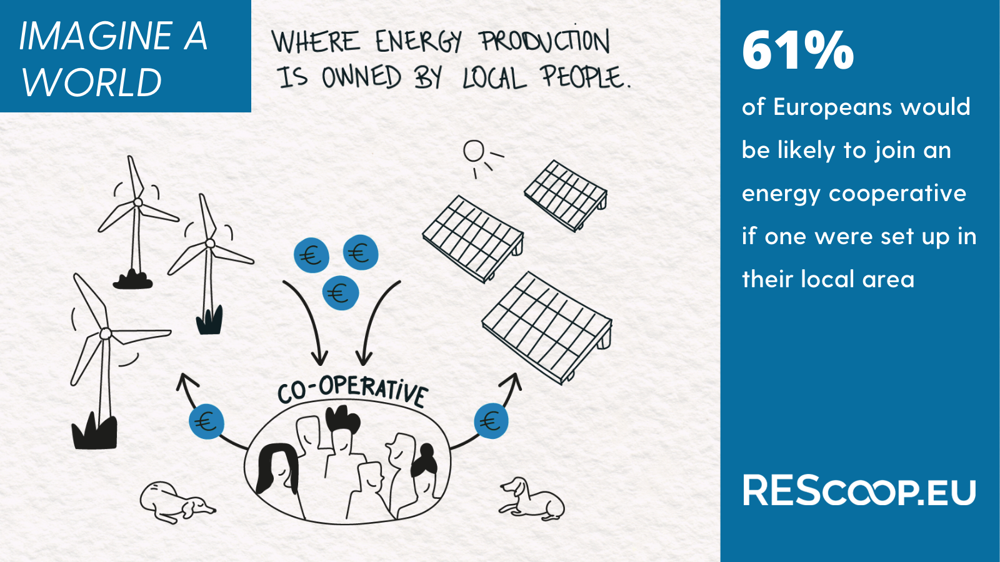 IMAGINE A
WORLD
WHERE ENERGY PRODUCTION
IS OWNED BY LOCAL PEOPLE.
€ €
€
CO-OPERATIVE
€ €
61%
of Europeans would
be likely to join an
energy cooperative
if one were set up in
their local area
RESCOOP.EU